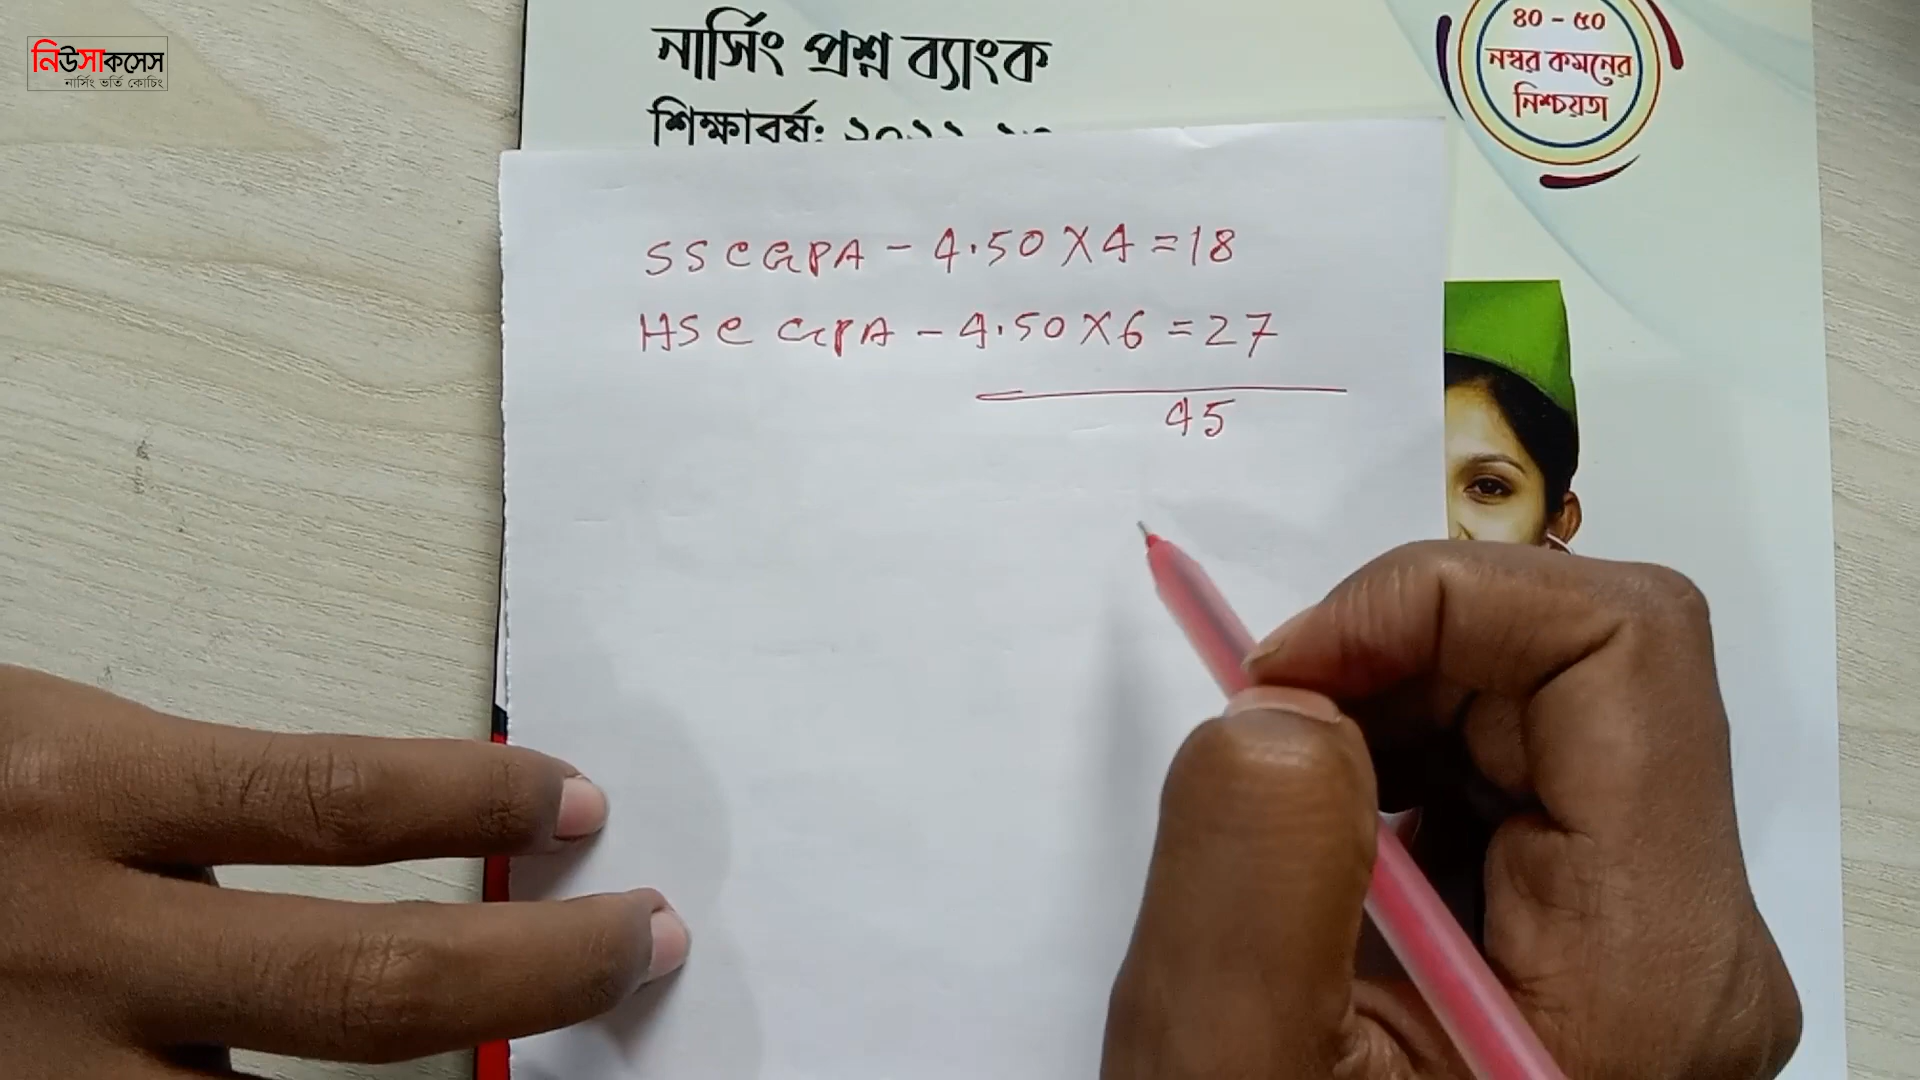 নিউসাকসেস
নার্সিং ভর্তি কোচিং
নার্সিং প্রশ্ন ব্যাংক
শিক্ষাবর্ষ:
৪০ - ৫০
নম্বর কমনের
নিশ্চয়তা
SSC GPA - 4.50 X 4 = 18
HSC GPA - 4.50 X 6 = 27
45